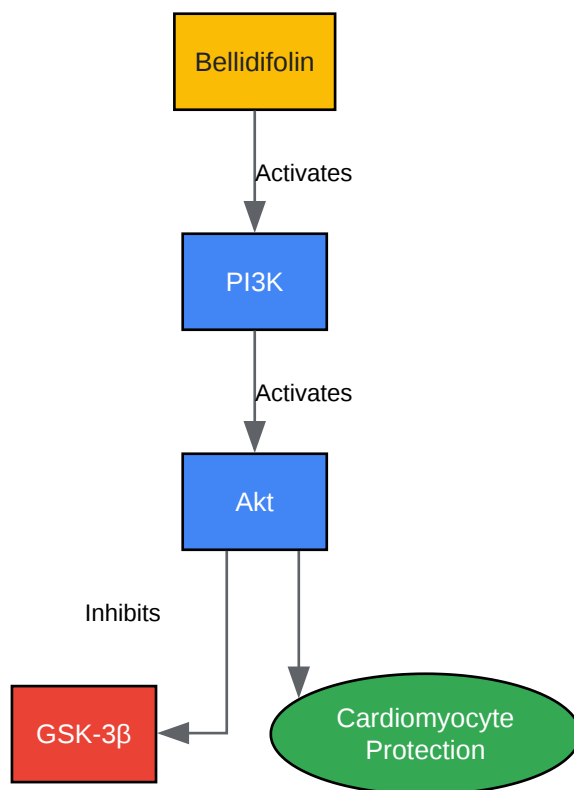 Bellidifolin
Activates
PI3K
Activates
Akt
Inhibits
GSK-3β
Cardiomyocyte
Protection